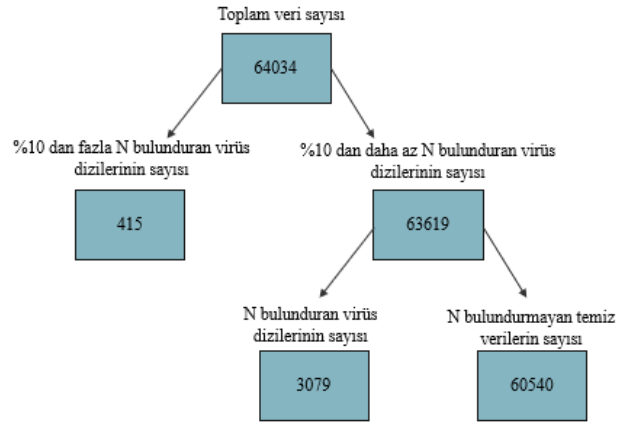 Toplam veri sayısı
64034
%10 dan fazla N bulunduran virüs
dizilerinin sayısı
415
%10 dan daha az N bulunduran virüs
dizilerinin sayısı
63619
N bulunduran virüs
dizilerinin sayısı
3079
N bulundurmayan temiz
verilerin sayısı
60540